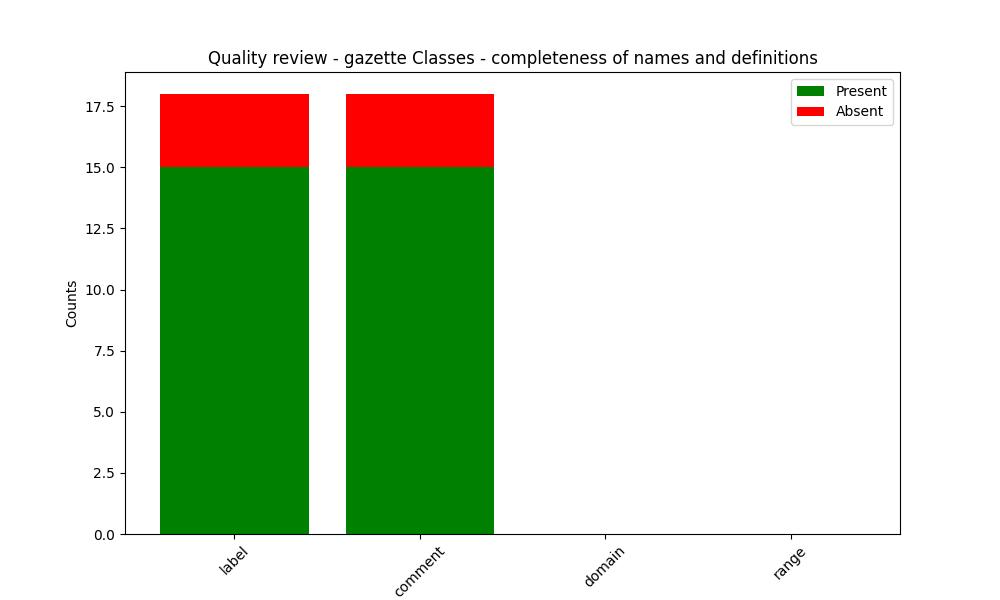 Quality review - gazette Classes - completeness of names and definitions
Present
Absent
17.5
15.0
12.5
10.0
7.5
5.0
2.5
0.0
Counts
label
comment
domain
range